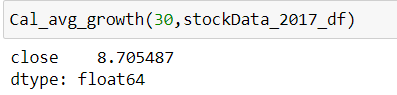 Cal_avg_growth(30,stockData_2017_df)
close    8.705487
dtype: float64